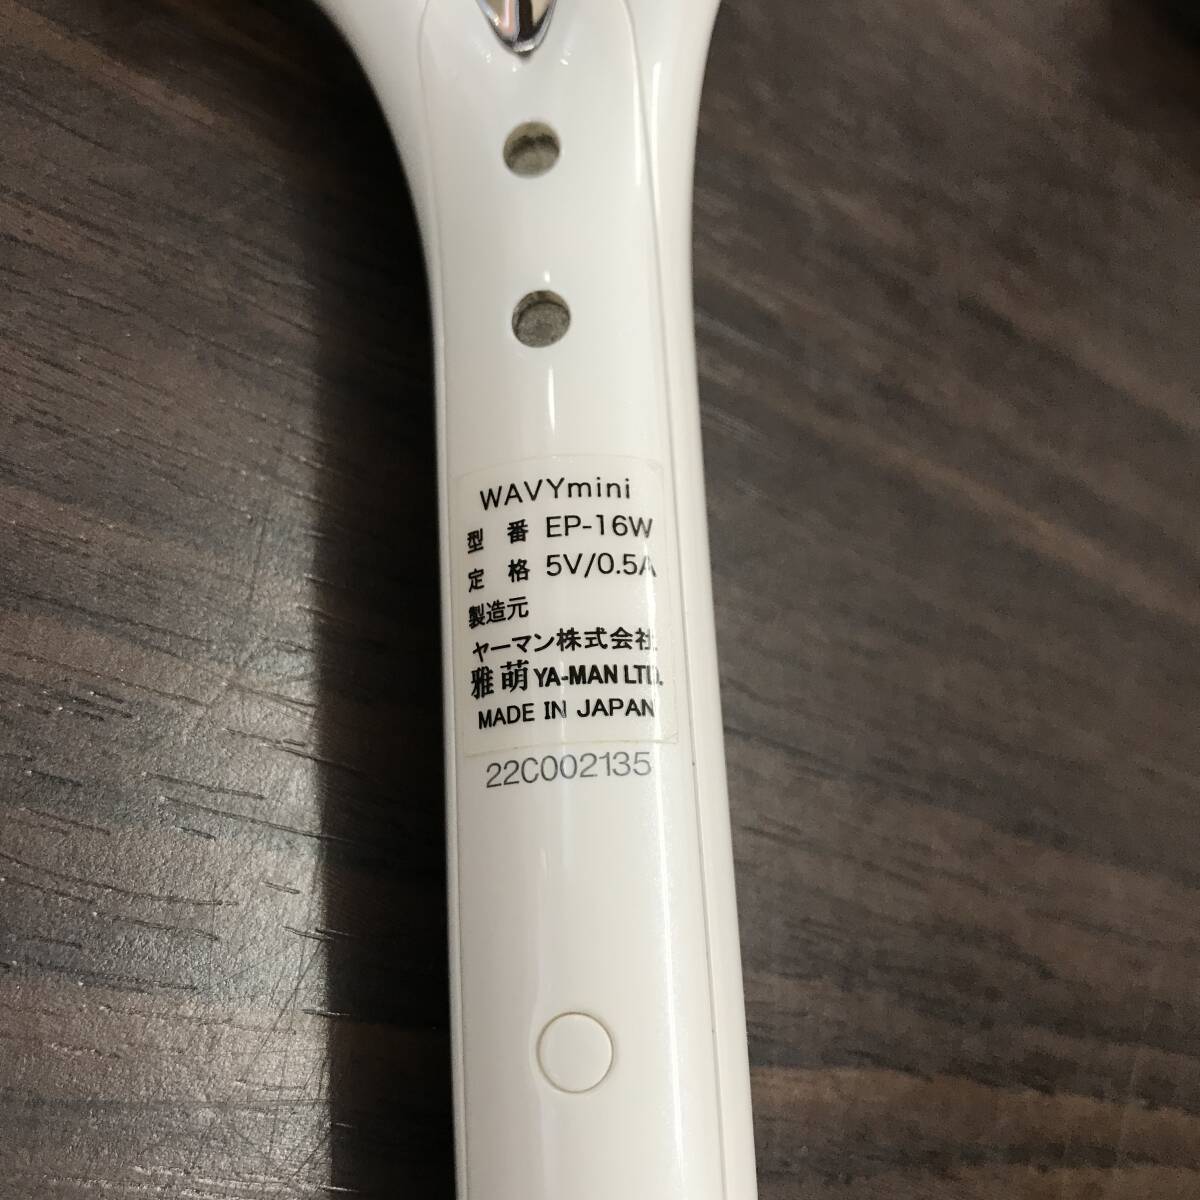 WAVYmini
型 番 EP-16W
定 格 5V/0.5A
製造元
ヤーマン株式会社
雅萌 YA-MAN LTD.
MADE IN JAPAN
22C002135